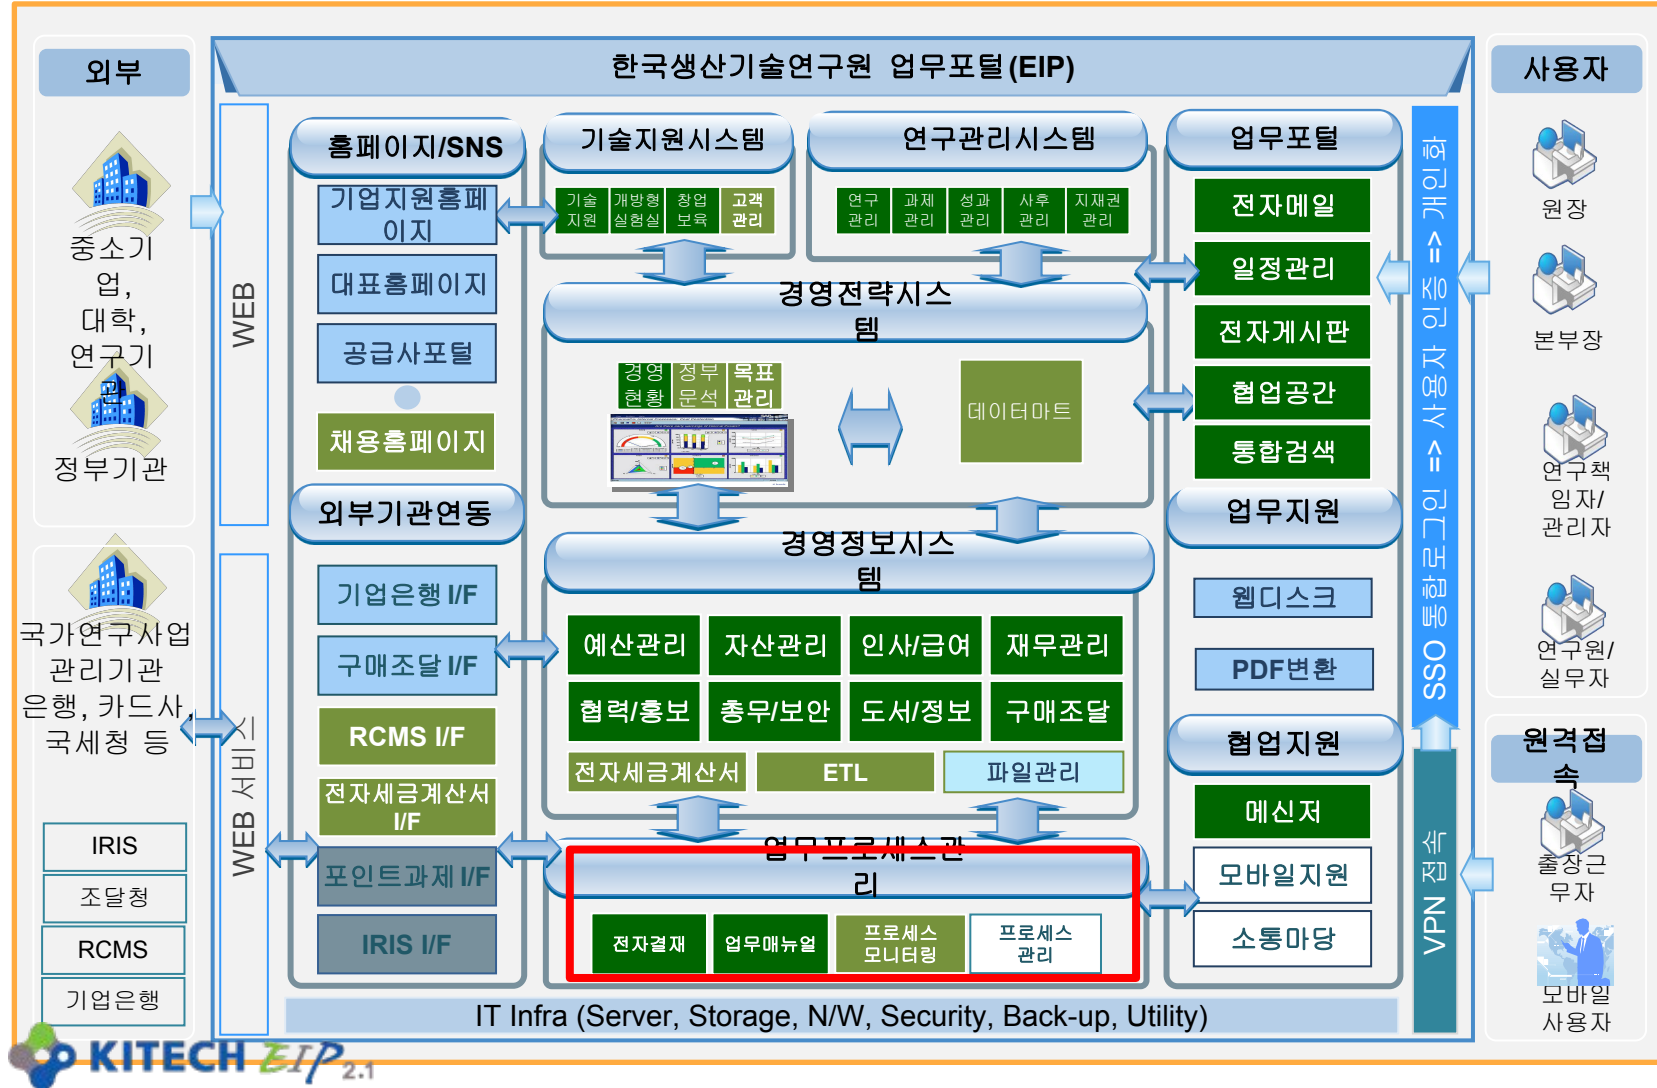 한국생산기술연구원 업무포털(EIP)
외부
중소기
업,
대학,
연구기
관
정부기관
국가연구사업
관리기관
은행, 카드사,
국세청 등
IRIS
조달청
RCMS
기업은행
WEB
WEB 서비스
홈페이지/SNS
기업지원홈페
이지
대표홈페이지
공급사포털
채용홈페이지
외부기관연동
기업은행 I/F
구매조달 I/F
RCMS I/F
전자세금계산서
I/F
포인트과제 I/F
IRIS I/F
기술지원시스템
기술
지원
개방형
실험실
창업
보육
고객
관리
연구관리시스템
연구
관리
과제
관리
성과
관리
사후
관리
지재권
관리
경영전략시스
템
경영
현황
정부
문석
목표
관리
데이터마트
경영정보시스
템
예산관리
자산관리
인사/급여
재무관리
협력/홍보
총무/보안
도서/정보
구매조달
전자세금계산서
ETL
파일관리
업무프로세스관
리
전자결재
업무매뉴얼
프로세스
모니터링
프로세스
관리
업무포털
전자메일
일정관리
전자게시판
협업공간
통합검색
업무지원
웹디스크
PDF변환
협업지원
메신저
모바일지원
소통마당
SSO 통합로그인 => 사용자 인증 => 개인화
VPN 접속
사용자
원장
본부장
연구책
임자/
관리자
연구원/
실무자
원격접
속
출장근
무자
모바일
사용자
IT Infra (Server, Storage, N/W, Security, Back-up, Utility)
KITECH EIP 2.1